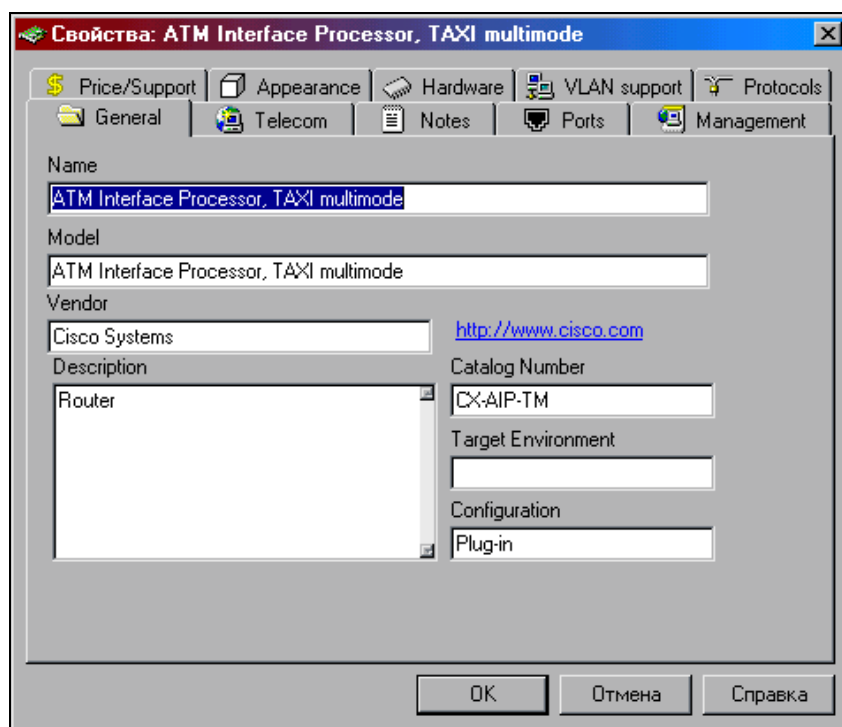 Свойства: ATM Interface Processor, TAXI multimode
Price/Support Appearance Hardware VLAN support Protocols
General Telecom Notes Ports Management
Name
ATM Interface Processor, TAXI multimode
Model
ATM Interface Processor, TAXI multimode
Vendor
Cisco Systems http://www.cisco.com
Description Catalog Number
Router CX-AIP-TM
Target Environment
Configuration
Plug-in
OK Отмена Справка